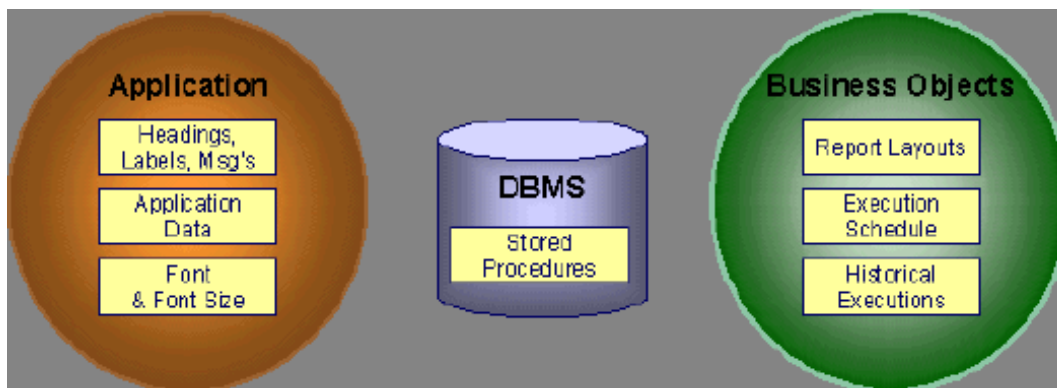 Application
Headings,
Labels, Msg's
Application
Data
Font
& Font Size
DBMS
Stored
Procedures
Business Objects
Report Layouts
Execution
Schedule
Historical
Executions